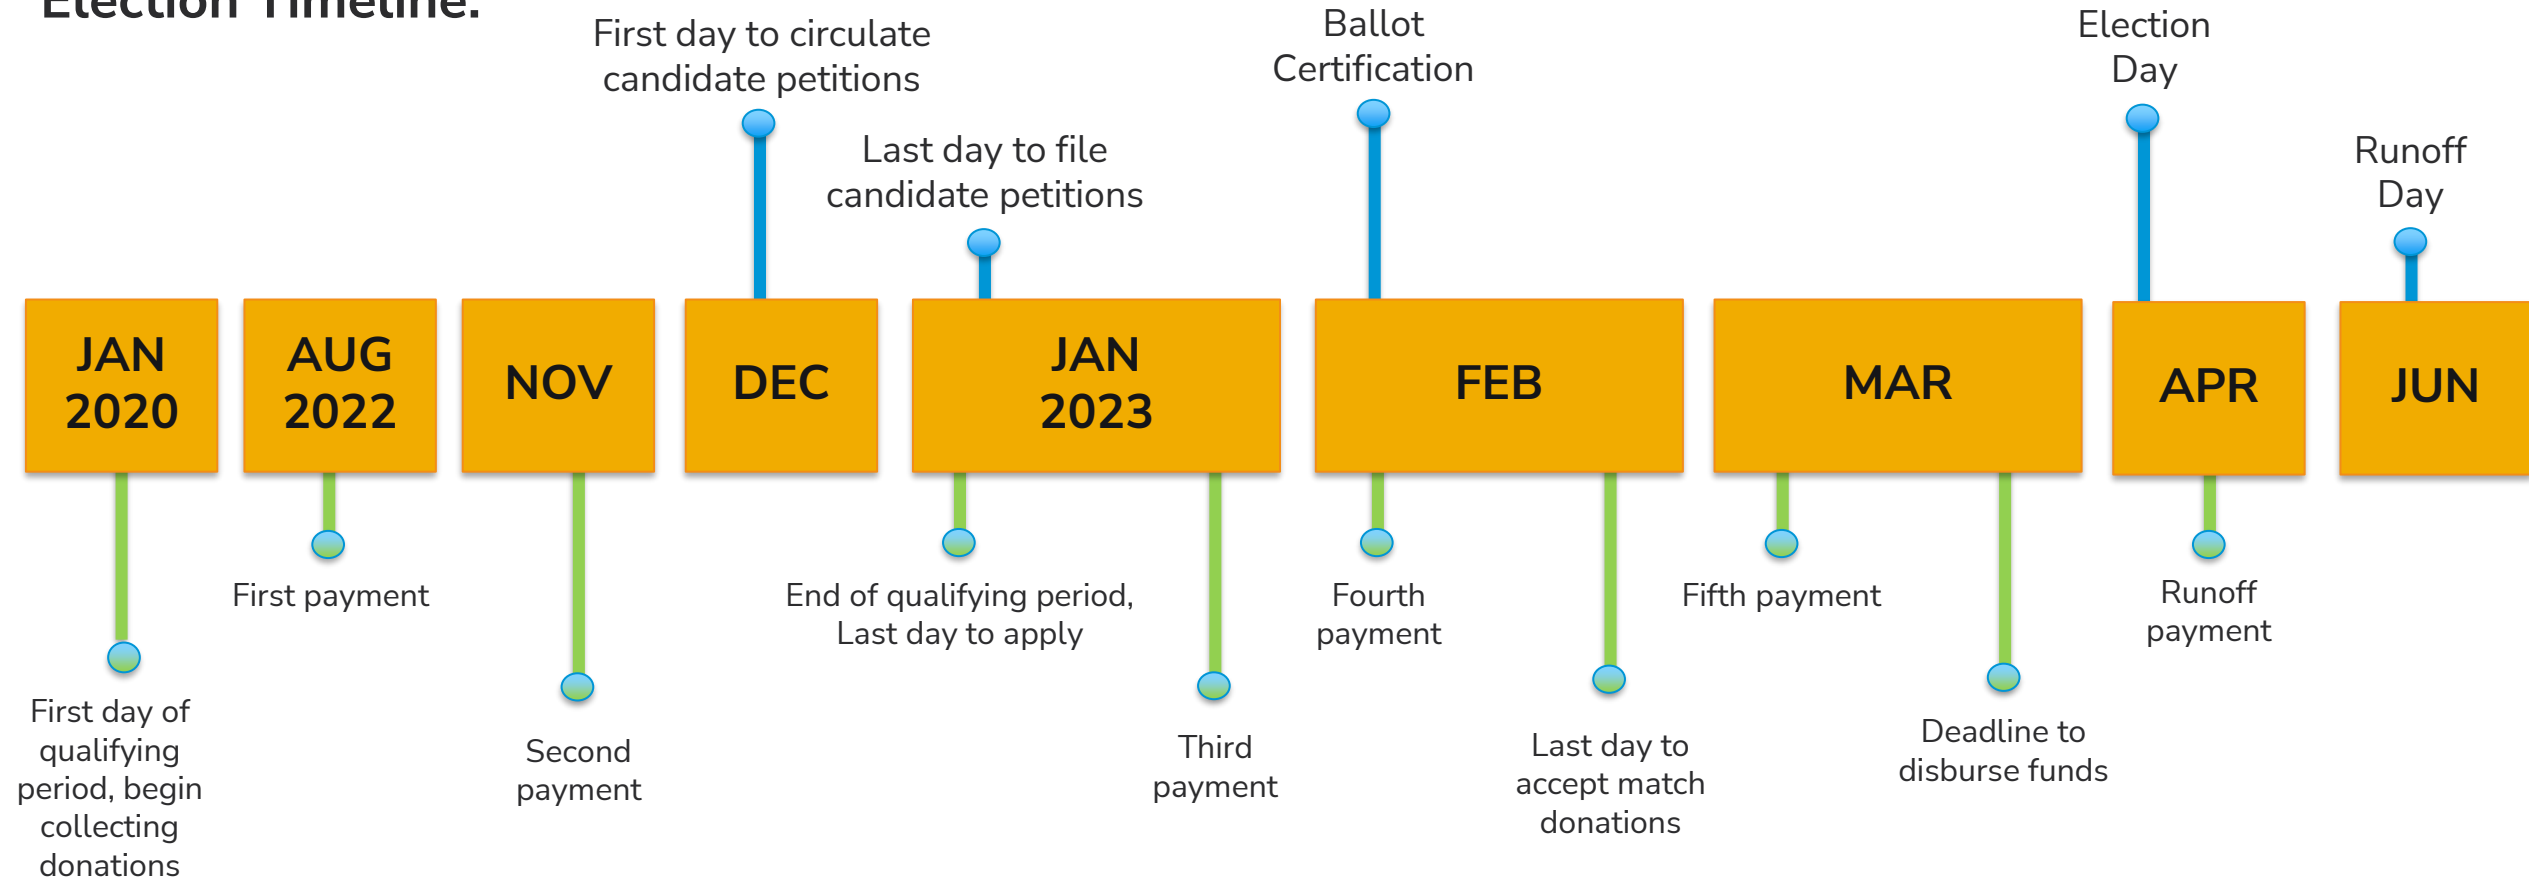 Election Timeline:
First day to circulate
candidate petitions
Last day to file
candidate petitions
Ballot
Certification
Election
Day
Runoff
Day
JAN
2020
AUG
2022
NOV
DEC
JAN
2023
FEB
MAR
APR
JUN
First day of
qualifying
period, begin
collecting
donations
First payment
Second
payment
End of qualifying period,
Last day to apply
Third
payment
Fourth
payment
Last day to
accept match
donations
Fifth payment
Deadline to
disburse funds
Runoff
payment